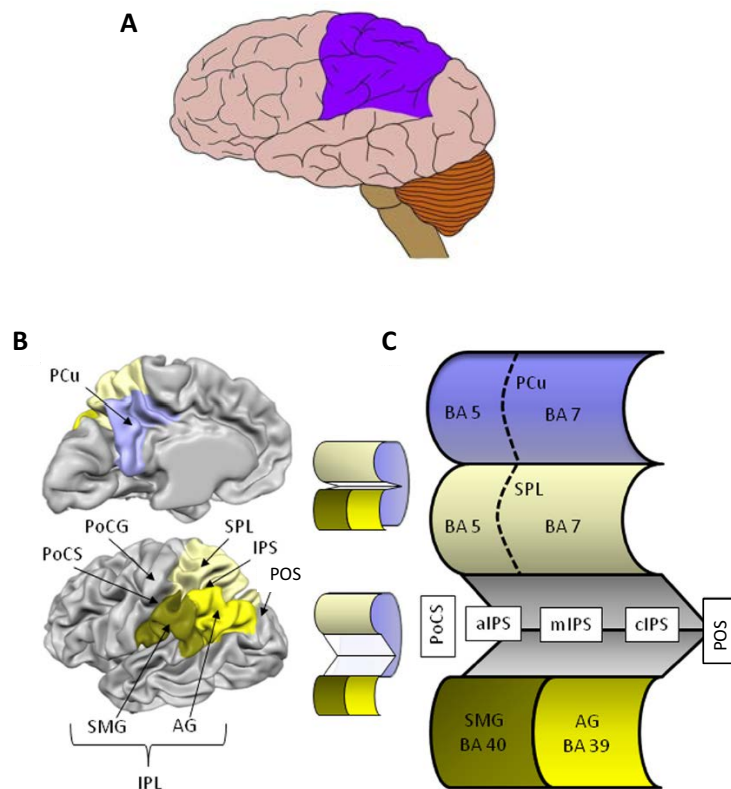 A
B
PCu
PoCG
SPL
PoCS
IPS
POS
SMG
AG
IPL
C
PCu
BA 5
BA 7
SPL
BA 5
BA 7
PoCS
aIPS
mIPS
cIPS
POS
SMG
BA 40
AG
BA 39